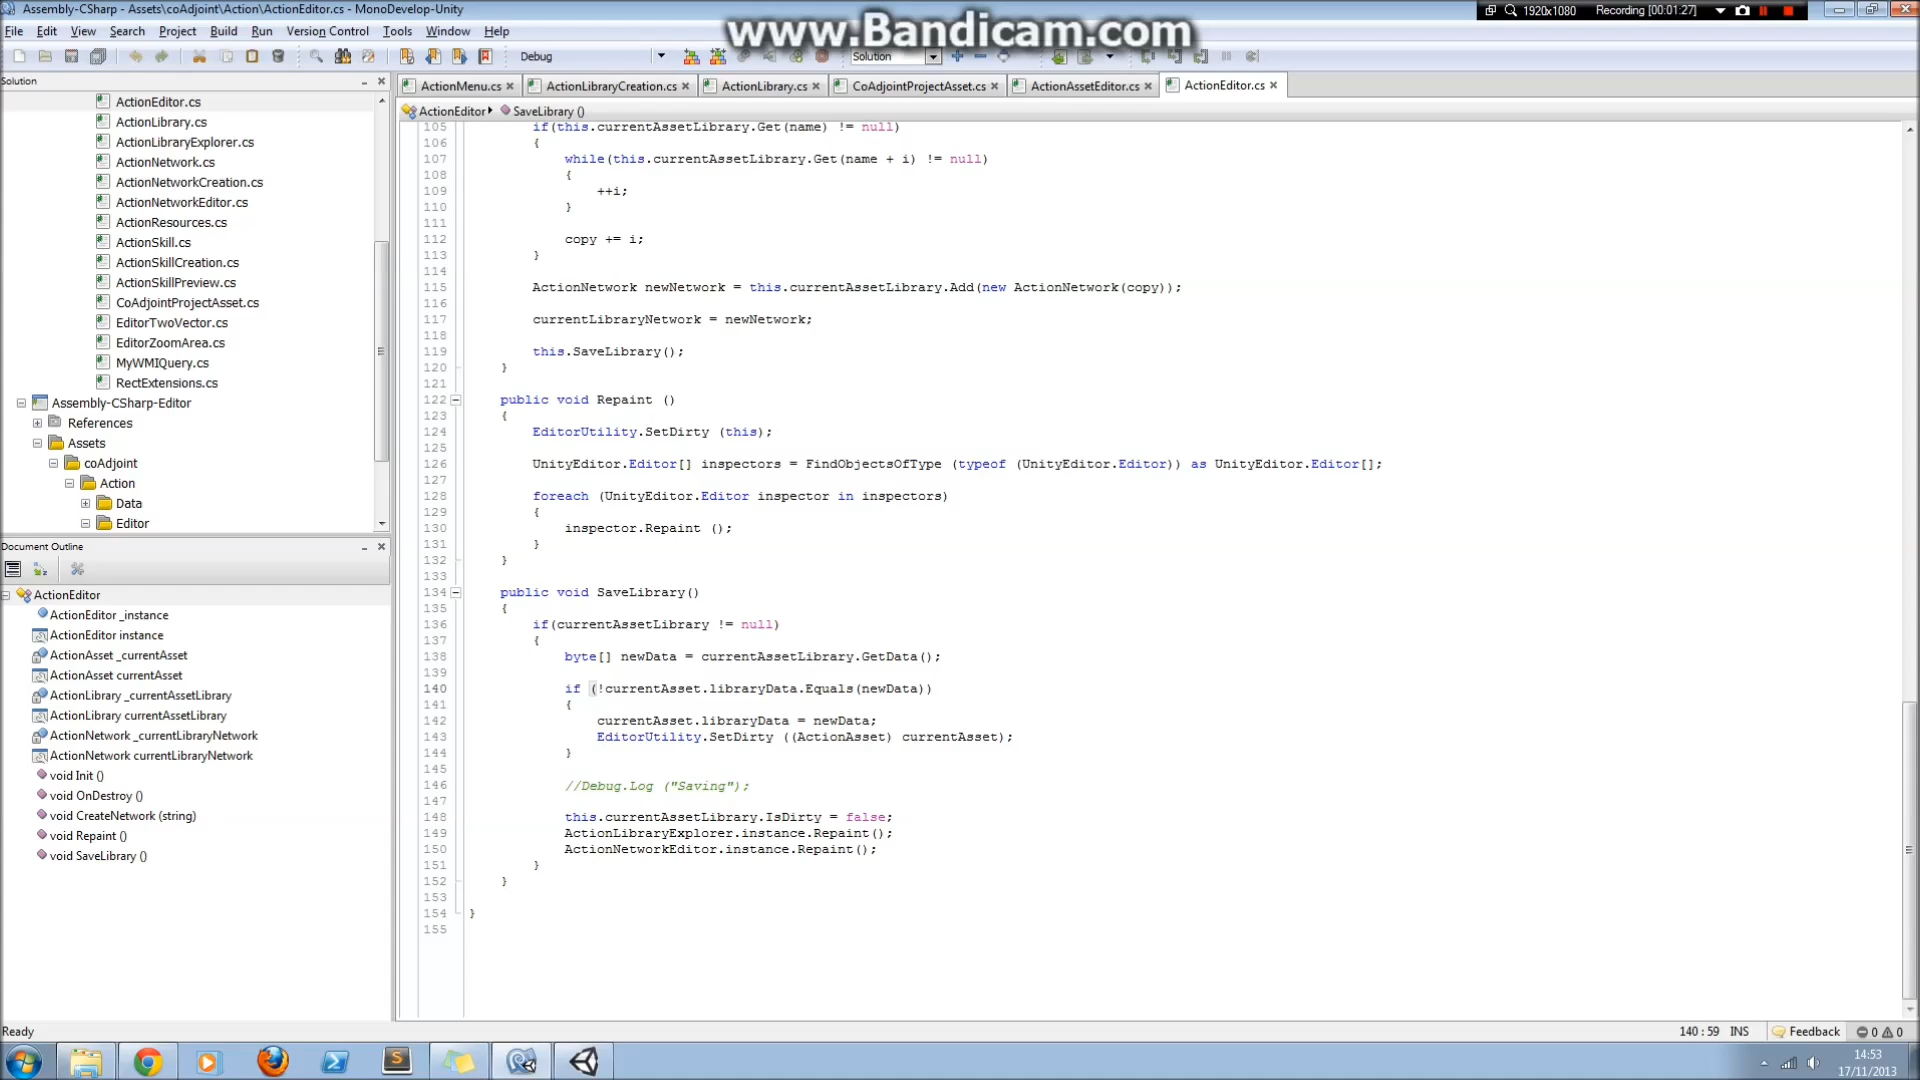 Assembly-CSharp - Assets\coAdjoint\Action\ActionEditor.cs - MonoDevelop-Unity
www.Bandicam.com
1920x1080 Recording [00:01:27]
File Edit View Search Project Build Run Version Control Tools Window Help
Debug
Solution
Solution
ActionMenu.cs ActionLibraryCreation.cs ActionLibrary.cs CoAdjointProjectAsset.cs ActionAssetEditor.cs ActionEditor.cs
ActionEditor SaveLibrary ()
ActionEditor.cs
ActionLibrary.cs
ActionLibraryExplorer.cs
ActionNetwork.cs
ActionNetworkCreation.cs
ActionNetworkEditor.cs
ActionResources.cs
ActionSkill.cs
ActionSkillCreation.cs
ActionSkillPreview.cs
CoAdjointProjectAsset.cs
EditorTwoVector.cs
EditorZoomArea.cs
MyWMIQuery.cs
RectExtensions.cs
Assembly-CSharp-Editor
References
Assets
coAdjoint
Action
Data
Editor
Document Outline
ActionEditor
ActionEditor _instance
ActionEditor instance
ActionAsset _currentAsset
ActionAsset currentAsset
ActionLibrary _currentAssetLibrary
ActionLibrary currentAssetLibrary
ActionNetwork _currentLibraryNetwork
ActionNetwork currentLibraryNetwork
void Init ()
void OnDestroy ()
void CreateNetwork (string)
void Repaint ()
void SaveLibrary ()
105 if(this.currentAssetLibrary.Get(name) != null)
106 {
107 while(this.currentAssetLibrary.Get(name + i) != null)
108 {
109 ++i;
110 }
111
112 copy += i;
113 }
114
115 ActionNetwork newNetwork = this.currentAssetLibrary.Add(new ActionNetwork(copy));
116
117 currentLibraryNetwork = newNetwork;
118
119 this.SaveLibrary();
120 }
121
122 public void Repaint ()
123 {
124 EditorUtility.SetDirty (this);
125
126 UnityEditor.Editor[] inspectors = FindObjectsOfType (typeof (UnityEditor.Editor)) as UnityEditor.Editor[];
127
128 foreach (UnityEditor.Editor inspector in inspectors)
129 {
130 inspector.Repaint ();
131 }
132 }
133
134 public void SaveLibrary()
135 {
136 if(currentAssetLibrary != null)
137 {
138 byte[] newData = currentAssetLibrary.GetData();
139
140 if (!currentAsset.libraryData.Equals(newData))
141 {
142 currentAsset.libraryData = newData;
143 EditorUtility.SetDirty ((ActionAsset) currentAsset);
144 }
145
146 //Debug.Log ("Saving");
147
148 this.currentAssetLibrary.IsDirty = false;
149 ActionLibraryExplorer.instance.Repaint();
150 ActionNetworkEditor.instance.Repaint();
151 }
152 }
153
154 }
155
Ready
140 : 59 INS Feedback 0 0
14:53
17/11/2013